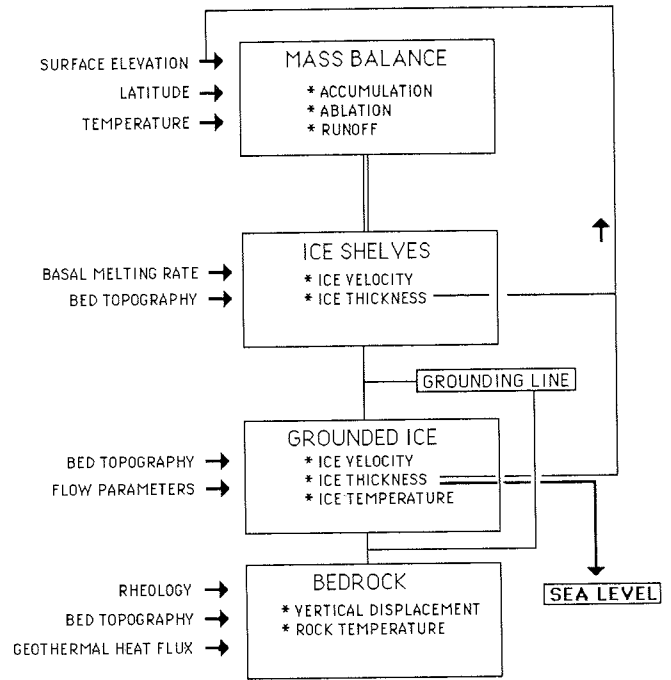 MASS BALANCE
SURFACE ELEVATION
LATITUDE
TEMPERATURE
* ACCUMULATION
* ABLATION
* RUNOFF
ICE SHELVES
BASAL MELTING RATE
BED TOPOGRAPHY
* ICE VELOCITY
* ICE THICKNESS
GROUNDING LINE
GROUNDED ICE
BED TOPOGRAPHY
FLOW PARAMETERS
* ICE VELOCITY
* ICE THICKNESS
* ICE TEMPERATURE
SEA LEVEL
BEDROCK
RHEOLOGY
BED TOPOGRAPHY
GEOTHERMAL HEAT FLUX
* VERTICAL DISPLACEMENT
* ROCK TEMPERATURE